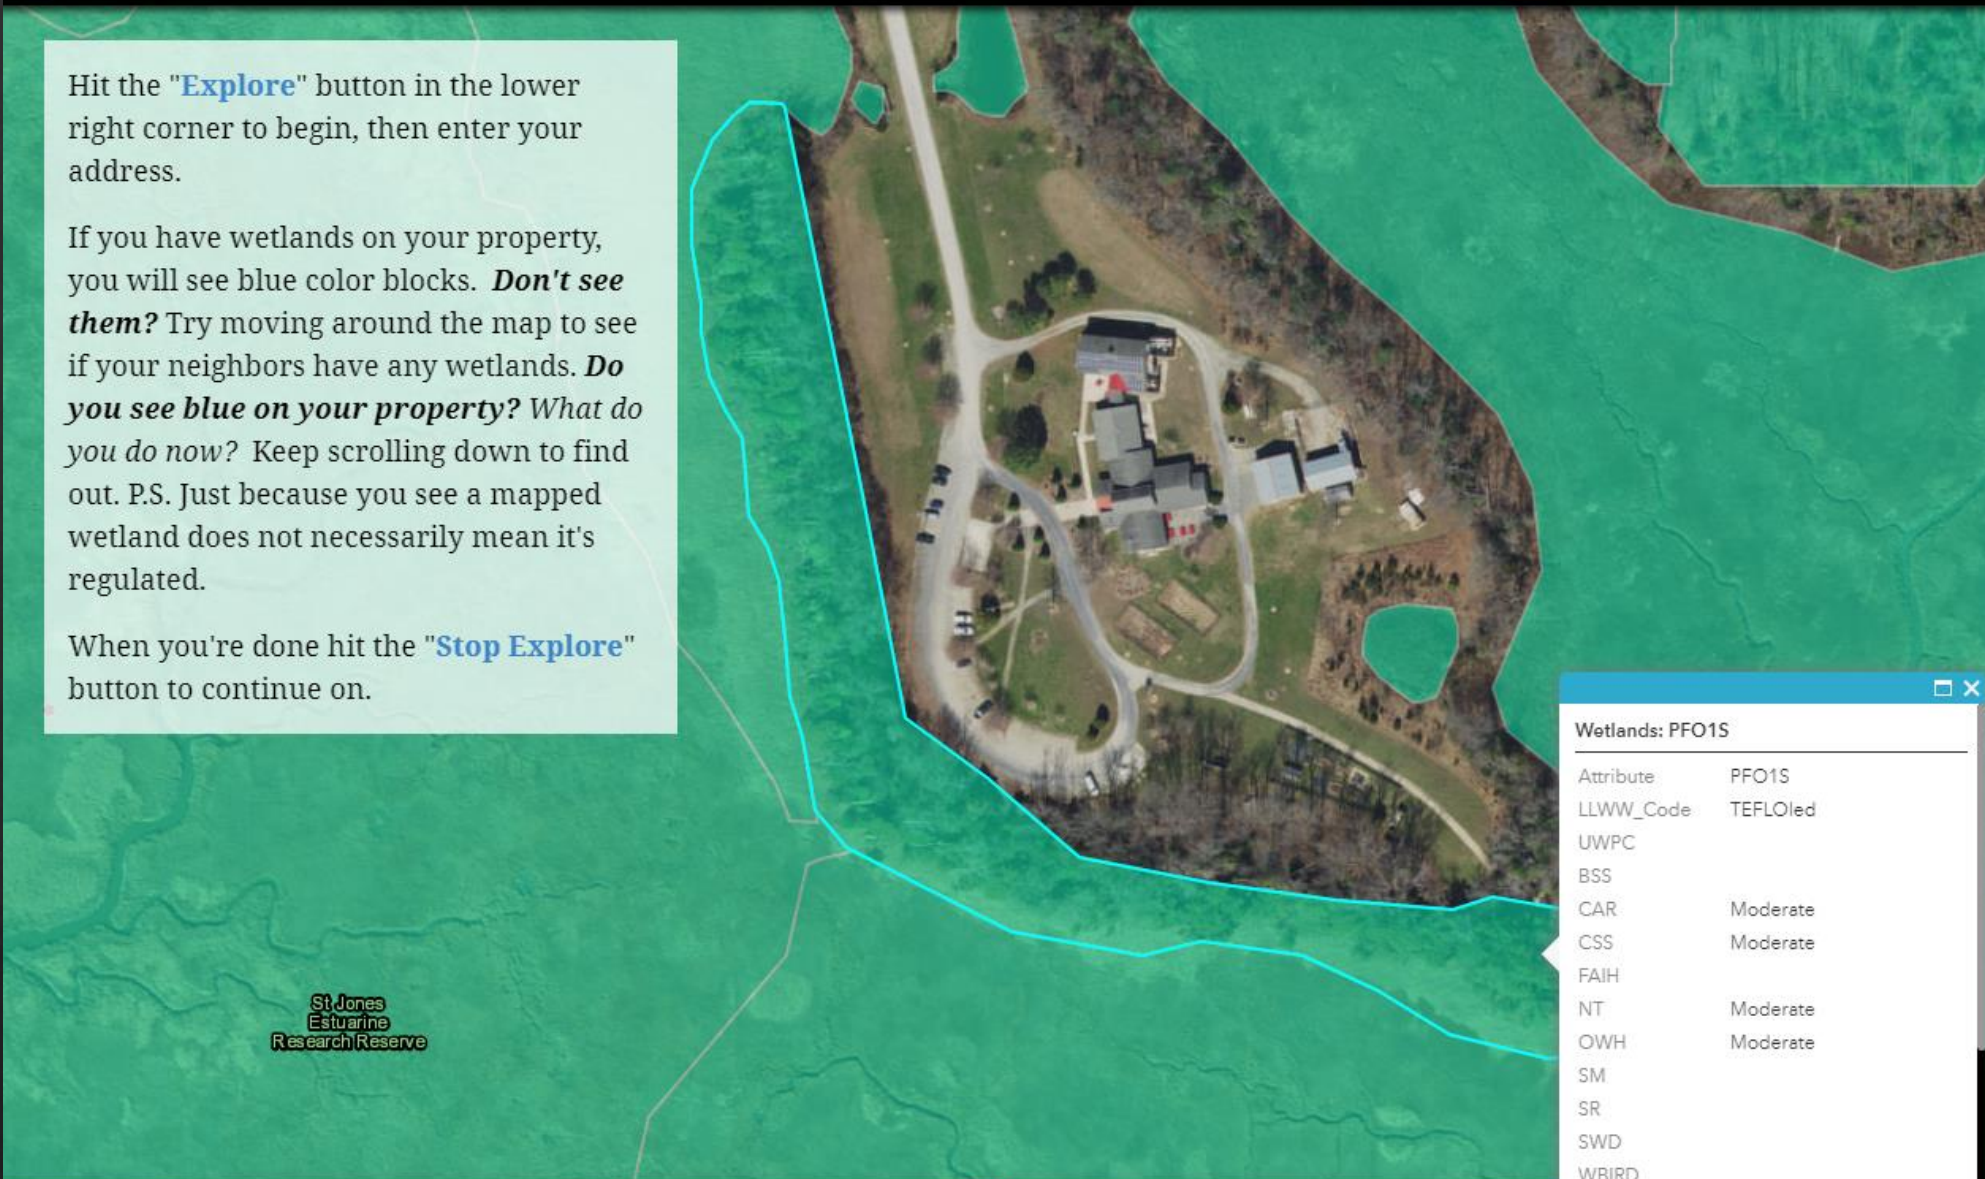 Hit the "Explore" button in the lower
right corner to begin, then enter your
address.
If you have wetlands on your property,
you will see blue color blocks. Don't see
them? Try moving around the map to see
if your neighbors have any wetlands. Do
you see blue on your property? What do
you do now? Keep scrolling down to find
out. P.S. Just because you see a mapped
wetland does not necessarily mean it's
regulated.
When you're done hit the "Stop Explore"
button to continue on.
St Jones
Estuarine
Research Reserve
Wetlands: PFO1S
Attribute PFO1S
LLWW_Code TEFLOled
UWPC
BSS
CAR Moderate
CSS Moderate
FAIH
NT Moderate
OWH Moderate
SM
SR
SWD
WBIRD